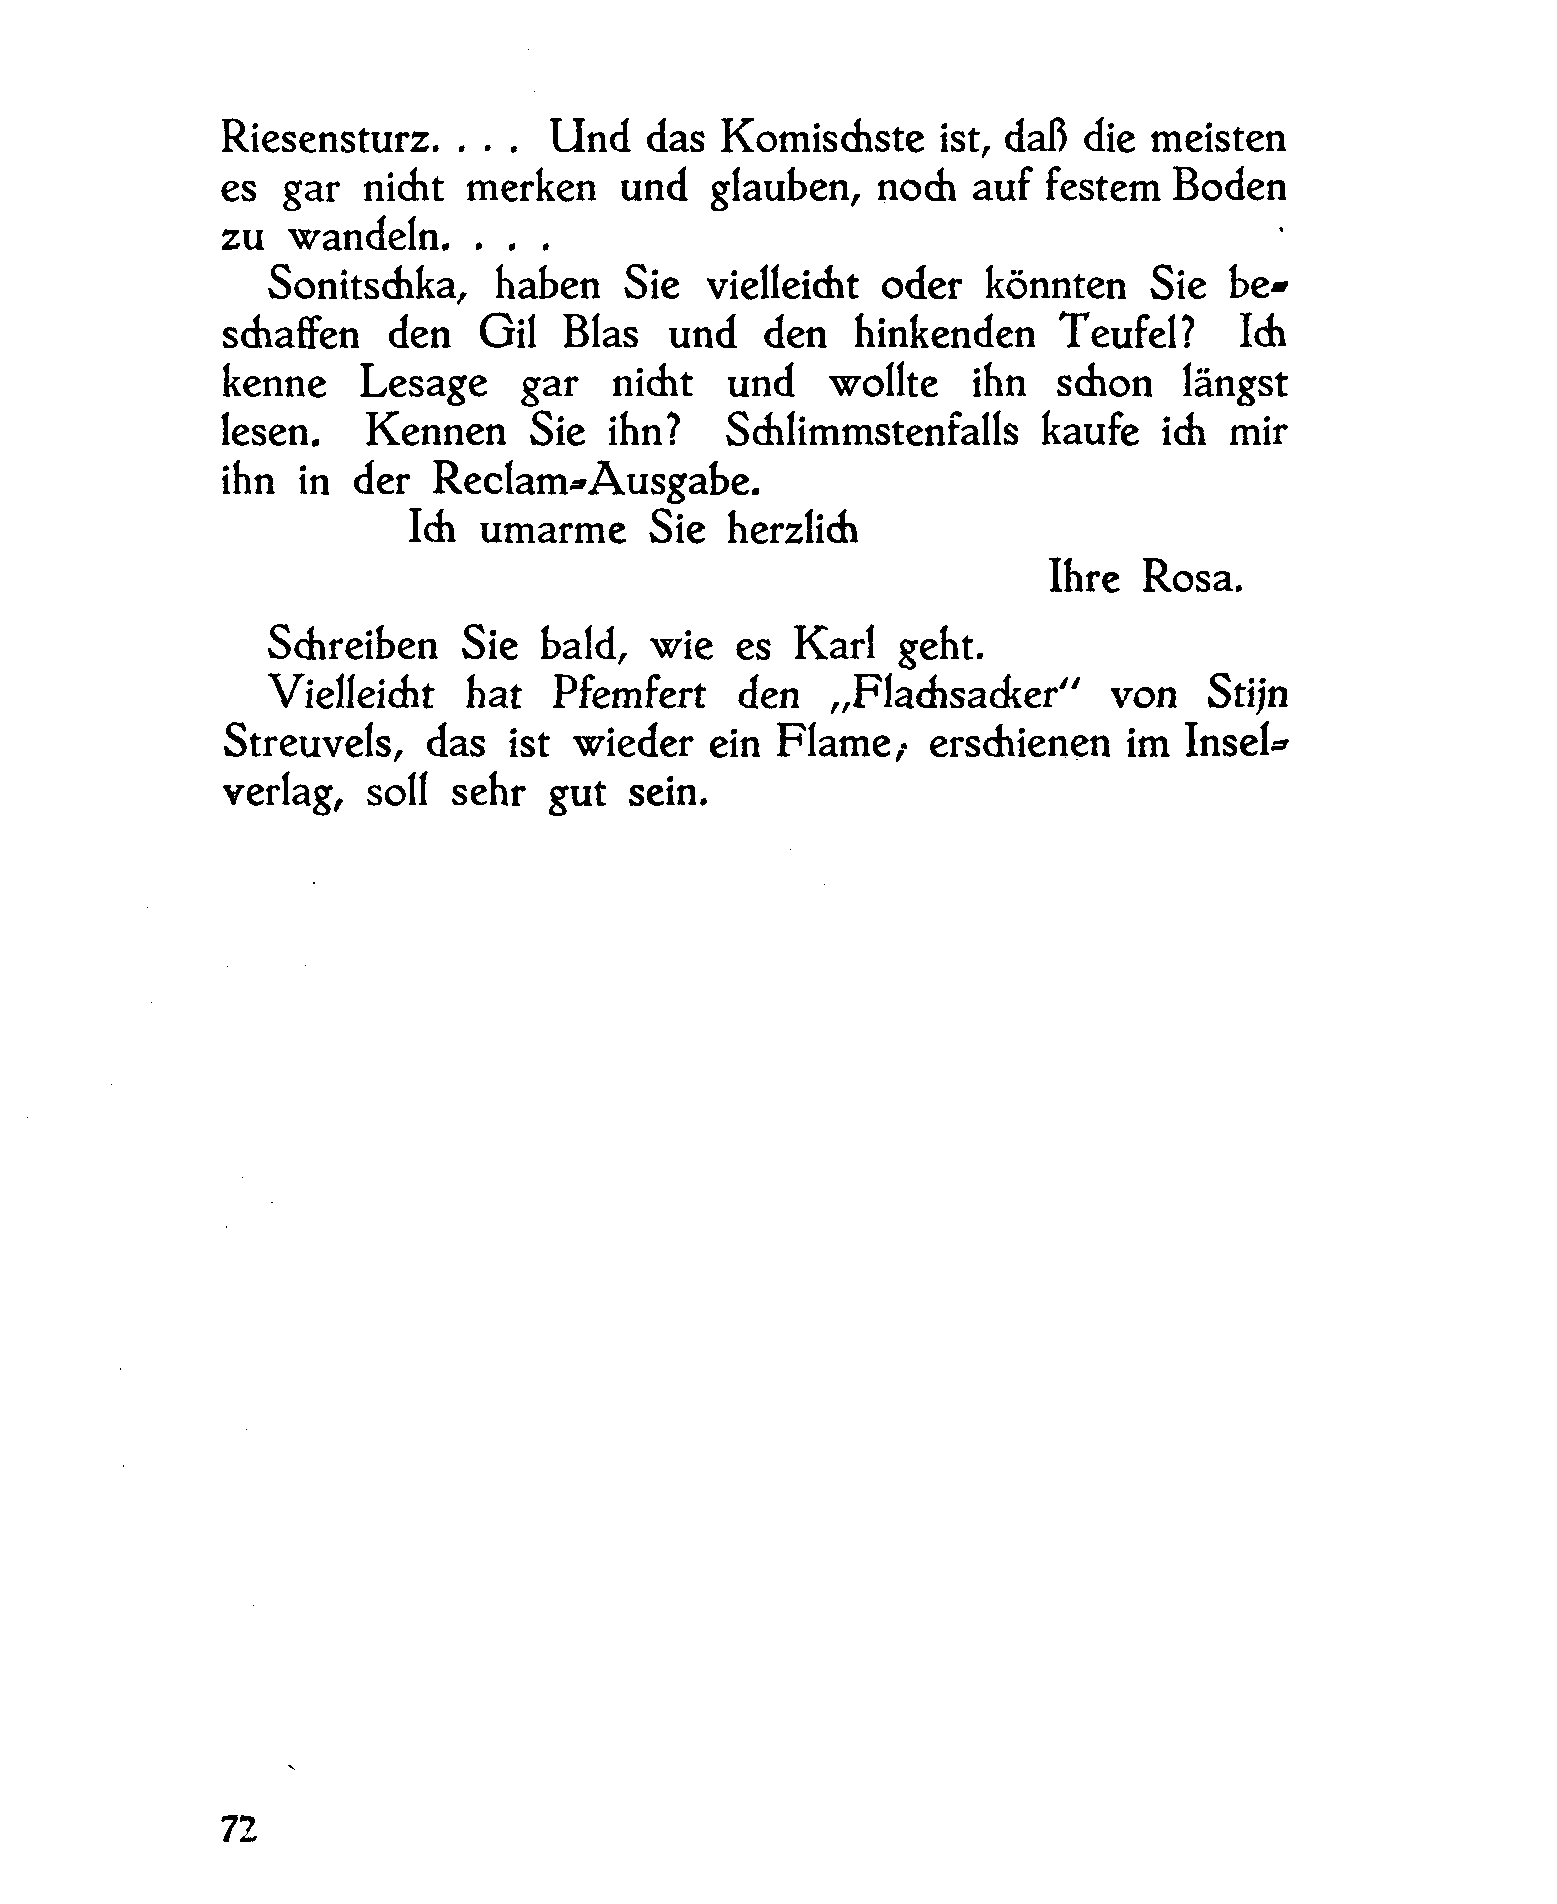 Riesensturz. . . . Und das Komischste ist, daß die meisten
es gar nicht merken und glauben, noch auf festem Boden
zu wandeln. . . .
Sonitschka, haben Sie vielleicht oder könnten Sie be-
schaffen den Gil Blas und den hinkenden Teufel? Ich
kenne Lesage gar nicht und wollte ihn schon längst
lesen. Kennen Sie ihn? Schlimmstenfalls kaufe ich mir
ihn in der Reclam-Ausgabe.
Ich umarme Sie herzlich
Ihre Rosa.
Schreiben Sie bald, wie es Karl geht.
Vielleicht hat Pfemfert den „Flachsacker" von Stijn
Streuvels, das ist wieder ein Flame, erschienen im Insel-
verlag, soll sehr gut sein.
72